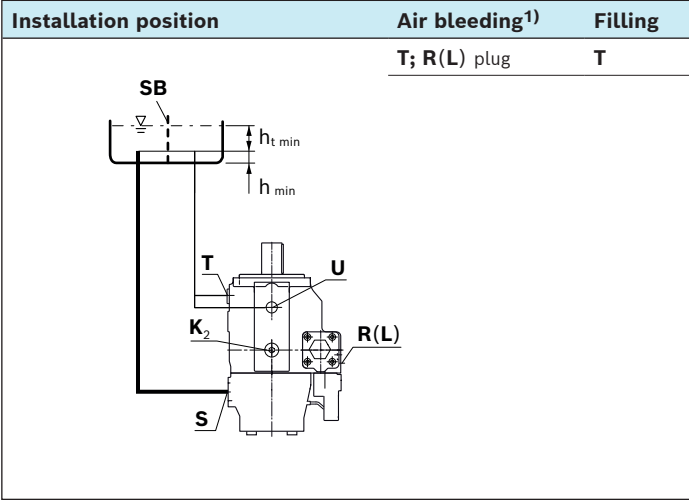 Installation position Air bleeding1) Filling
T; R(L) plug T
SB
ht min
h min
T
U
K2
R(L)
S